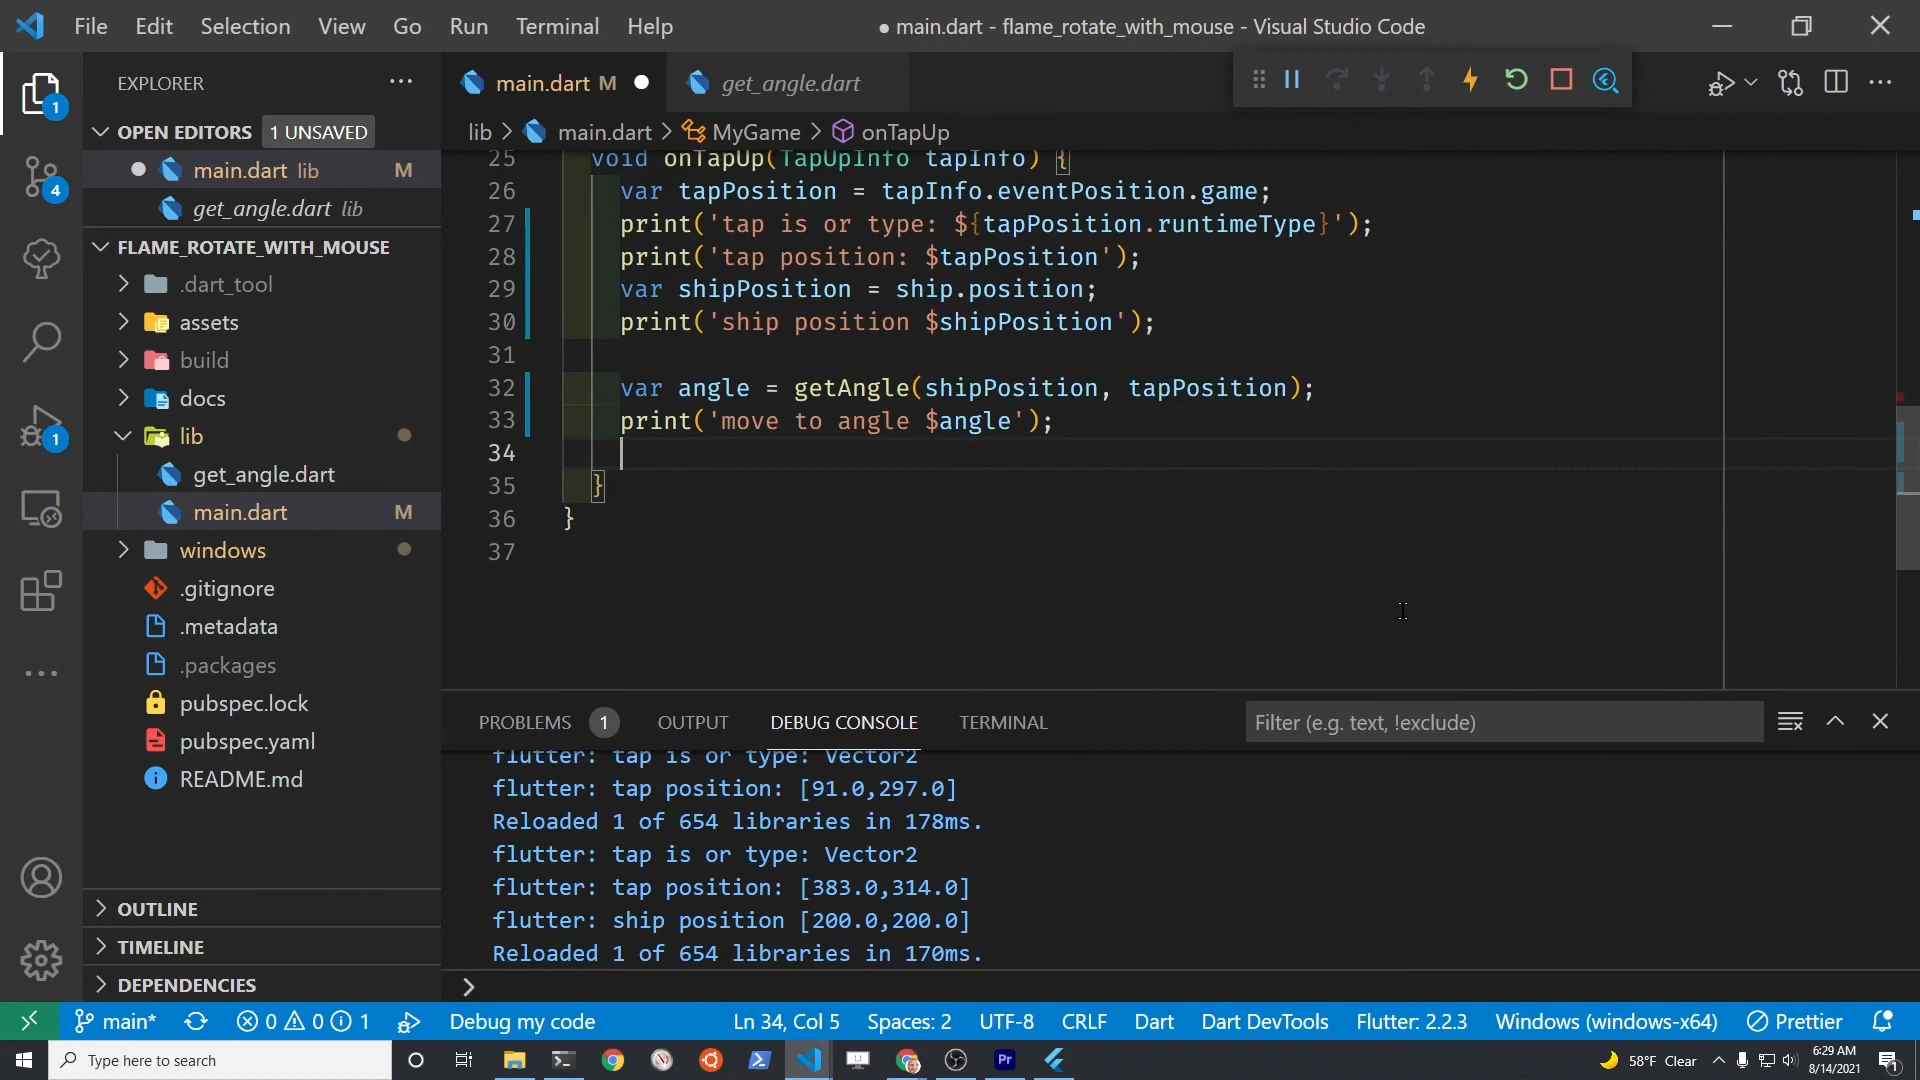 File Edit Selection View Go Run Terminal Help
● main.dart - flame_rotate_with_mouse - Visual Studio Code
EXPLORER
main.dart M
get_angle.dart
OPEN EDITORS 1 UNSAVED
main.dart lib M
get_angle.dart lib
lib > main.dart > MyGame > onTapUp
FLAME_ROTATE_WITH_MOUSE
.dart_tool
assets
build
docs
lib
get_angle.dart
main.dart M
windows
.gitignore
.metadata
.packages
pubspec.lock
pubspec.yaml
README.md
OUTLINE
TIMELINE
DEPENDENCIES
1
4
1
25 void onTapUp(TapUpInfo tapInfo) {
26 var tapPosition = tapInfo.eventPosition.game;
27 print('tap is or type: ${tapPosition.runtimeType}');
28 print('tap position: $tapPosition');
29 var shipPosition = ship.position;
30 print('ship position $shipPosition');
31
32 var angle = getAngle(shipPosition, tapPosition);
33 print('move to angle $angle');
34
35 }
36 }
37
PROBLEMS 1 OUTPUT DEBUG CONSOLE TERMINAL
Filter (e.g. text, !exclude)
flutter: tap is or type: Vector2
flutter: tap position: [91.0,297.0]
Reloaded 1 of 654 libraries in 178ms.
flutter: tap is or type: Vector2
flutter: tap position: [383.0,314.0]
flutter: ship position [200.0,200.0]
Reloaded 1 of 654 libraries in 170ms.
>
main* 0 0 1 Debug my code Ln 34, Col 5 Spaces: 2 UTF-8 CRLF Dart Dart DevTools Flutter: 2.2.3 Windows (windows-x64) Prettier
Type here to search
Pr
58°F Clear
6:29 AM
8/14/2021
1